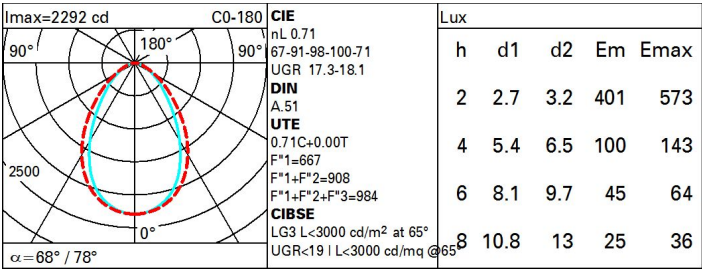 Imax=2292 cd C0-180
90° 180° 90°
2500
0°
α=68° / 78°
CIE
nL 0.71
67-91-98-100-71
UGR 17.3-18.1
DIN
A.51
UTE
0.71C+0.00T
F"1=667
F"1+F"2=908
F"1+F"2+F"3=984
CIBSE
LG3 L<3000 cd/m² at 65°
UGR<19 | L<3000 cd/mq @65°
Lux
h d1 d2 Em Emax
2 2.7 3.2 401 573
4 5.4 6.5 100 143
6 8.1 9.7 45 64
8 10.8 13 25 36